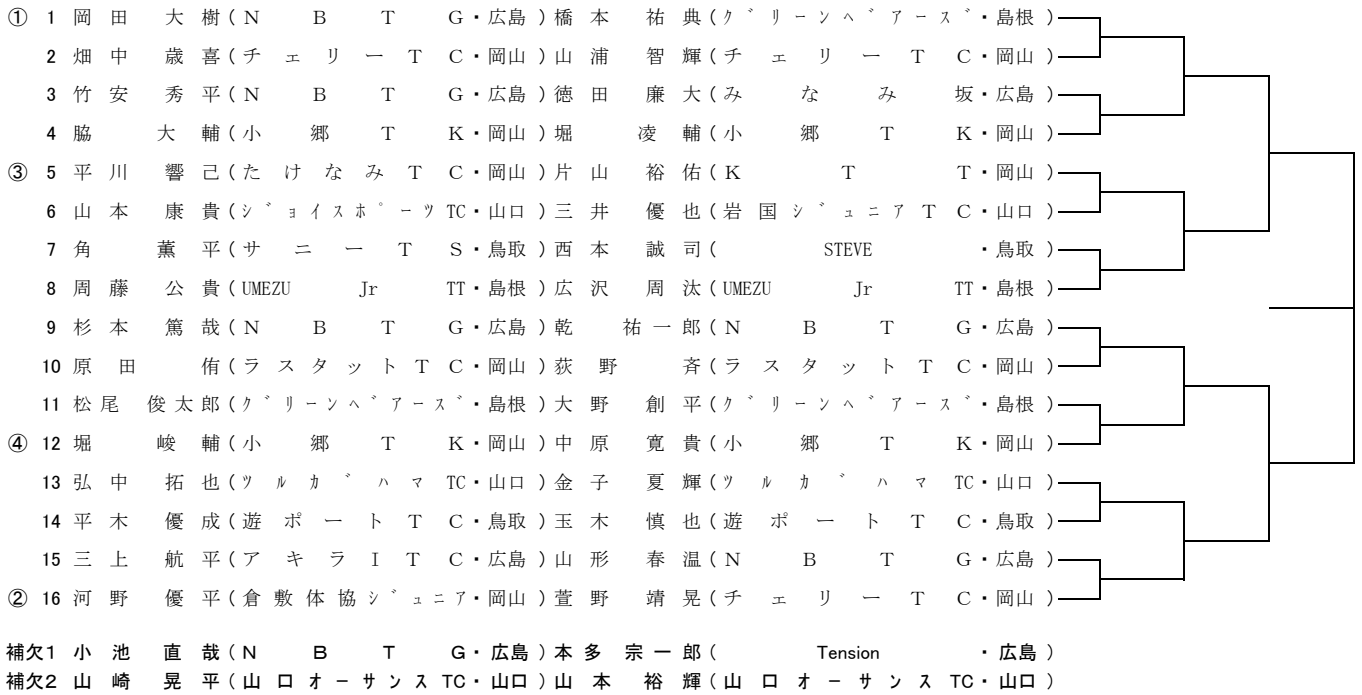 ① 1 岡田 大樹(NBTG・広島)橋本 祐典(ｸﾞﾘｰﾝﾍﾞｱｰｽﾞ・島根)
2 畑中 歳喜(チェリーTC・岡山)山浦 智輝(チェリーTC・岡山)
3 竹安 秀平(NBTG・広島)徳田 廉大(みなみ坂・広島)
4 脇 大輔(小郷TK・岡山)堀 凌輔(小郷TK・岡山)
③ 5 平川 響己(たけなみTC・岡山)片山 裕佑(KTT・岡山)
6 山本 康貴(ｼﾞｮｲｽﾎﾟｰﾂTC・山口)三井 優也(岩国ｼﾞｭニアTC・山口)
7 角 薫平(サニーTS・鳥取)西本 誠司(STEVE・鳥取)
8 周藤 公貴(UMEZU Jr TT・島根)広沢 周汰(UMEZU Jr TT・島根)
9 杉本 篤哉(NBTG・広島)乾 祐一郎(NBTG・広島)
10 原田 侑(ラスタットTC・岡山)荻野 斉(ラスタットTC・岡山)
11 松尾 俊太郎(ｸﾞﾘｰﾝﾍﾞｱｰｽﾞ・島根)大野 創平(ｸﾞﾘｰﾝﾍﾞｱｰｽﾞ・島根)
④ 12 堀 峻輔(小郷TK・岡山)中原 寛貴(小郷TK・岡山)
13 弘中 拓也(ﾂﾙｶﾞﾊﾏTC・山口)金子 夏輝(ﾂﾙｶﾞﾊﾏTC・山口)
14 平木 優成(遊ポートTC・鳥取)玉木 慎也(遊ポートTC・鳥取)
15 三上 航平(アキラITC・広島)山形 春温(NBTG・広島)
② 16 河野 優平(倉敷体協ｼﾞｭﾆｱ・岡山)萱野 靖晃(チェリーTC・岡山)
補欠1 小池 直哉(NBTG・広島)本多 宗一郎(Tension・広島)
補欠2 山崎 晃平(山口オーサンスTC・山口)山本 裕輝(山口オーサンスTC・山口)